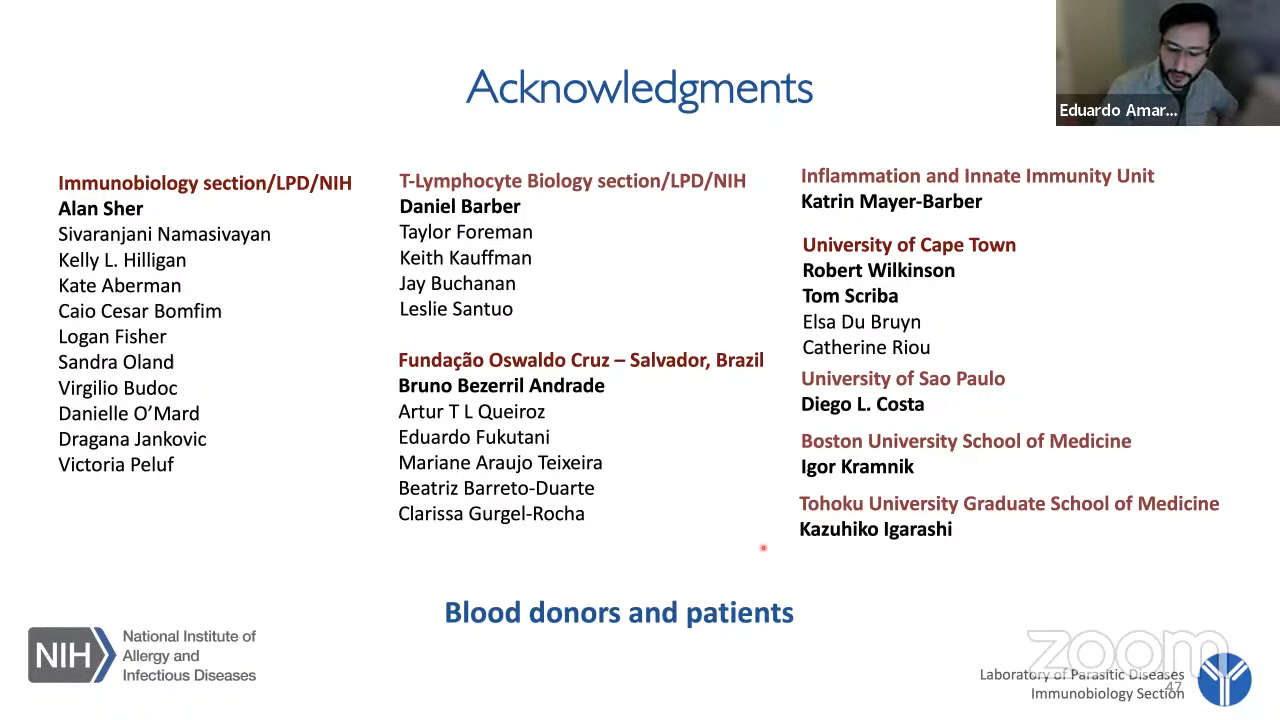 Acknowledgments
Eduardo Amar...
Immunobiology section/LPD/NIH
Alan Sher
Sivaranjani Namasivayan
Kelly L. Hilligan
Kate Aberman
Caio Cesar Bomfim
Logan Fisher
Sandra Oland
Virgilio Budoc
Danielle O’Mard
Dragana Jankovic
Victoria Peluf
T-Lymphocyte Biology section/LPD/NIH
Daniel Barber
Taylor Foreman
Keith Kauffman
Jay Buchanan
Leslie Santuo
Fundação Oswaldo Cruz – Salvador, Brazil
Bruno Bezerril Andrade
Artur T L Queiroz
Eduardo Fukutani
Mariane Araujo Teixeira
Beatriz Barreto-Duarte
Clarissa Gurgel-Rocha
Inflammation and Innate Immunity Unit
Katrin Mayer-Barber
University of Cape Town
Robert Wilkinson
Tom Scriba
Elsa Du Bruyn
Catherine Riou
University of Sao Paulo
Diego L. Costa
Boston University School of Medicine
Igor Kramnik
Tohoku University Graduate School of Medicine
Kazuhiko Igarashi
Blood donors and patients
NIH
National Institute of
Allergy and
Infectious Diseases
zoom
Laboratory of Parasitic Diseases
47
Immunobiology Section